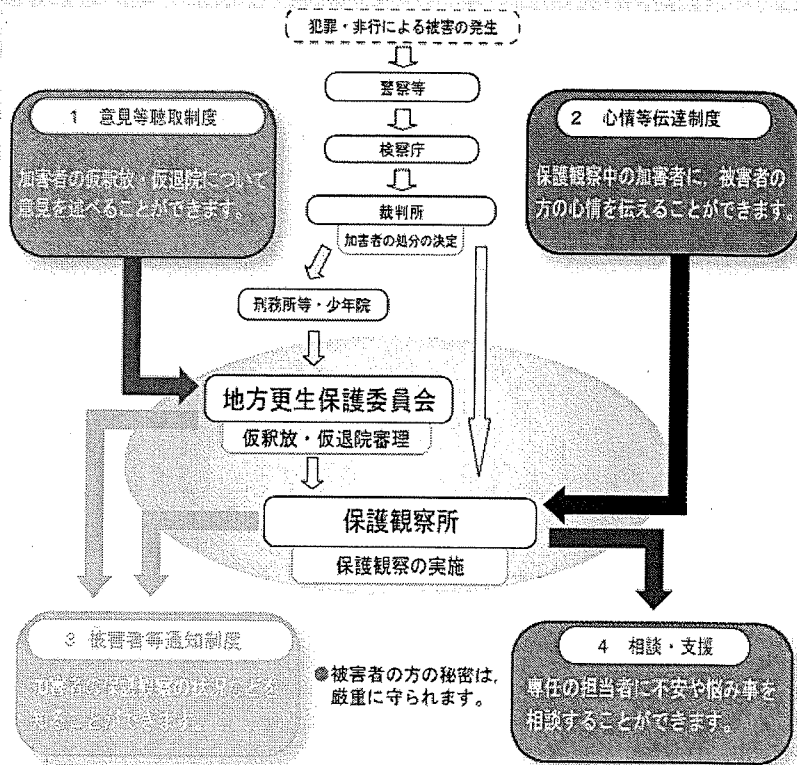 犯罪・非行による被害の発生
警察等
検察庁
裁判所
加害者の処分の決定
刑務所等・少年院
1 意見等聴取制度
加害者の仮釈放・仮退院について
意見を述べることができます。
2 心情等伝達制度
保護観察中の加害者に，被害者の
方の心情を伝えることができます。
地方更生保護委員会
仮釈放・仮退院審理
保護観察所
保護観察の実施
3 被害者等通知制度
加害者の保護観察の状況などを
知ることができます。
●被害者の方の秘密は，
厳重に守られます。
4 相談・支援
専任の担当者に不安や悩み事を
相談することができます。